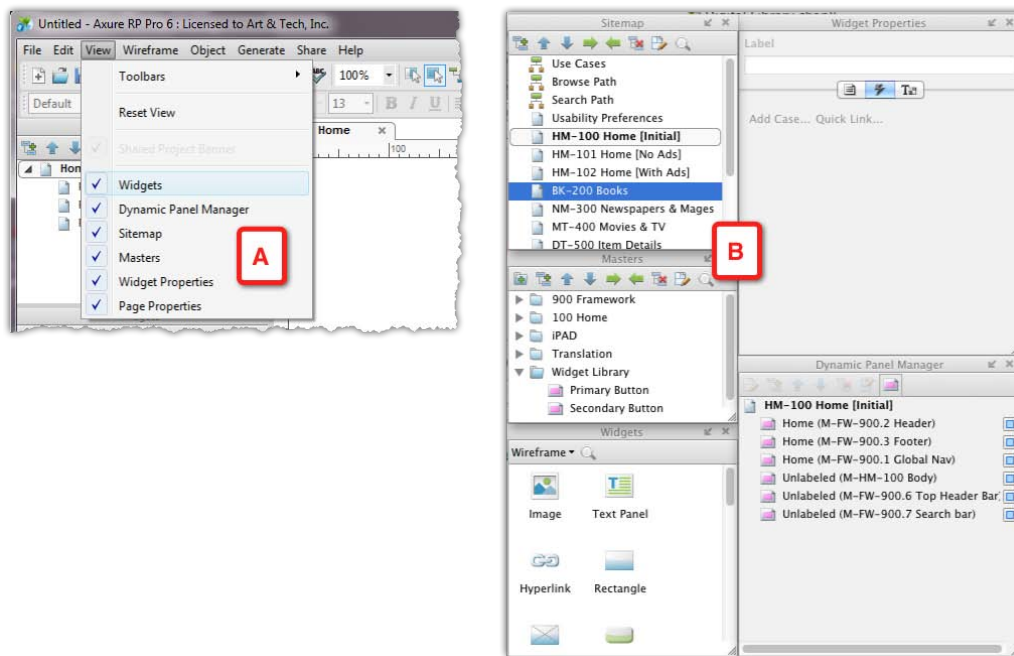 Untitled - Axure RP Pro 6 : Licensed to Art & Tech, Inc.
File Edit View Wireframe Object Generate Share Help
Toolbars
100%
Default
Reset View
13
B I U
Home
100
Shared Project Banner
Widgets
Dynamic Panel Manager
Sitemap
Masters
Widget Properties
Page Properties
A
Sitemap
Use Cases
Browse Path
Search Path
Usability Preferences
HM-100 Home [Initial]
HM-101 Home [No Ads]
HM-102 Home [With Ads]
BK-200 Books
NM-300 Newspapers & Mages
MT-400 Movies & TV
DT-500 Item Details
B
Masters
900 Framework
100 Home
iPAD
Translation
Widget Library
Primary Button
Secondary Button
Widgets
Wireframe
Image Text Panel
Hyperlink Rectangle
Widget Properties
Label
Add Case... Quick Link...
Dynamic Panel Manager
HM-100 Home [Initial]
Home (M-FW-900.2 Header)
Home (M-FW-900.3 Footer)
Home (M-FW-900.1 Global Nav)
Unlabeled (M-HM-100 Body)
Unlabeled (M-FW-900.6 Top Header Bar)
Unlabeled (M-FW-900.7 Search bar)